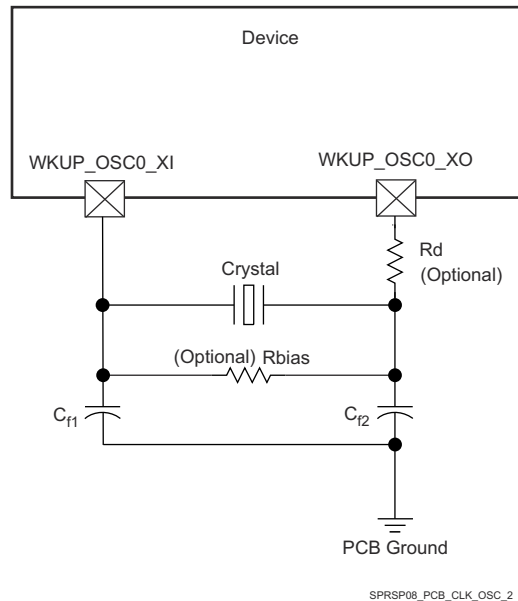 Device
WKUP_OSC0_XI
WKUP_OSC0_XO
Crystal
Rd
(Optional)
(Optional) Rbias
Cf1
Cf2
PCB Ground
SPRSP08_PCB_CLK_OSC_2